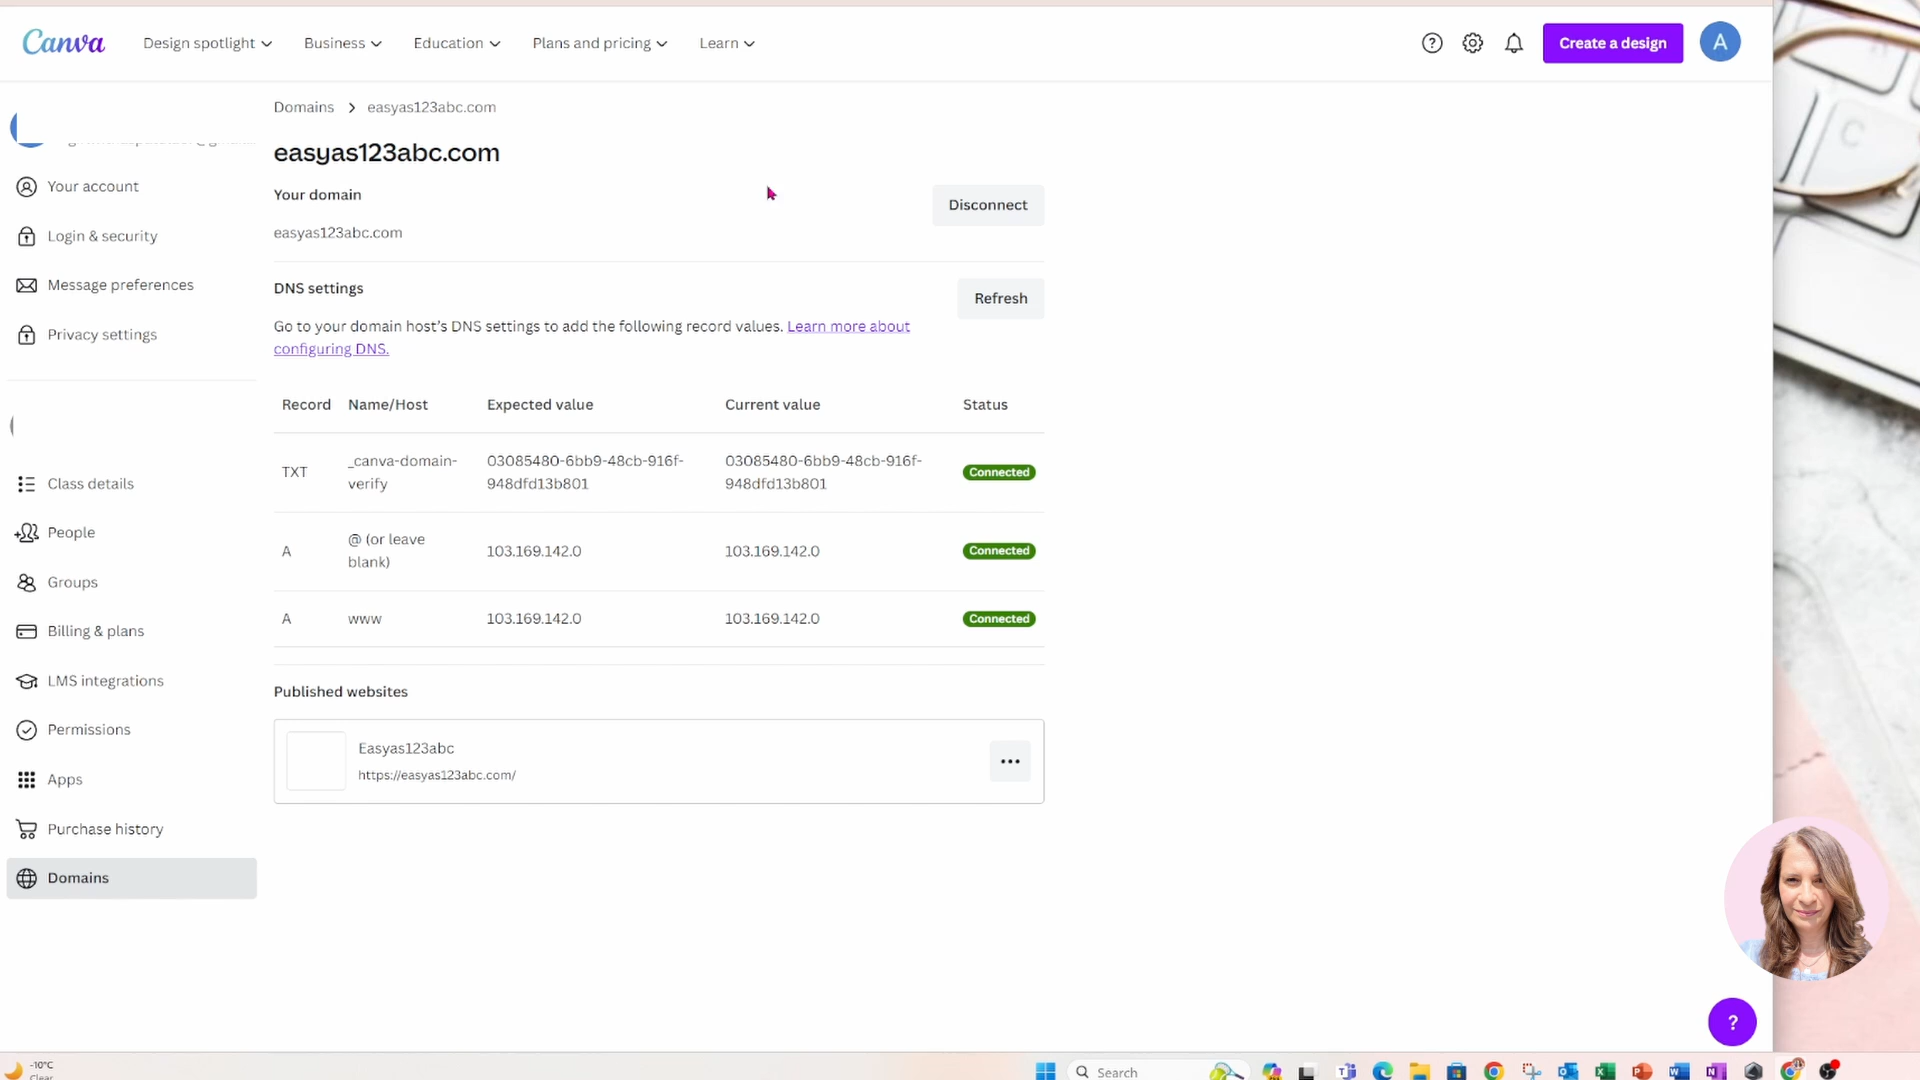 Canva
Design spotlight
Business
Education
Plans and pricing
Learn
Create a design
A
Domains > easyas123abc.com
easyas123abc.com
Your domain
Disconnect
easyas123abc.com
DNS settings
Refresh
Go to your domain host's DNS settings to add the following record values. Learn more about
configuring DNS.
Record Name/Host Expected value Current value Status
TXT _canva-domain-verify 03085480-6bb9-48cb-916f-948dfd13b801 03085480-6bb9-48cb-916f-948dfd13b801 Connected
A @ (or leave blank) 103.169.142.0 103.169.142.0 Connected
A www 103.169.142.0 103.169.142.0 Connected
Published websites
Easyas123abc
https://easyas123abc.com/
Your account
Login & security
Message preferences
Privacy settings
Class details
People
Groups
Billing & plans
LMS integrations
Permissions
Apps
Purchase history
Domains
?
C
-10°C
Clear
Search